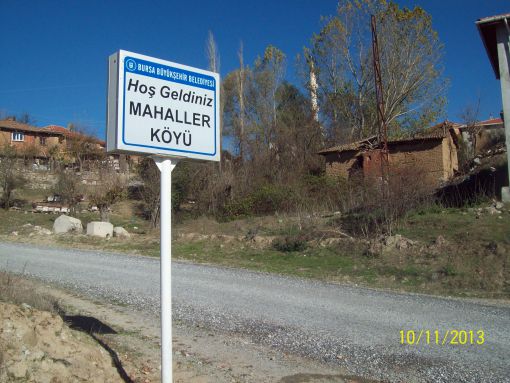 BURSA BÜYÜKŞEHİR BELEDİYESİ
Hoş Geldiniz
MAHALLER
KÖYÜ
10/11/2013